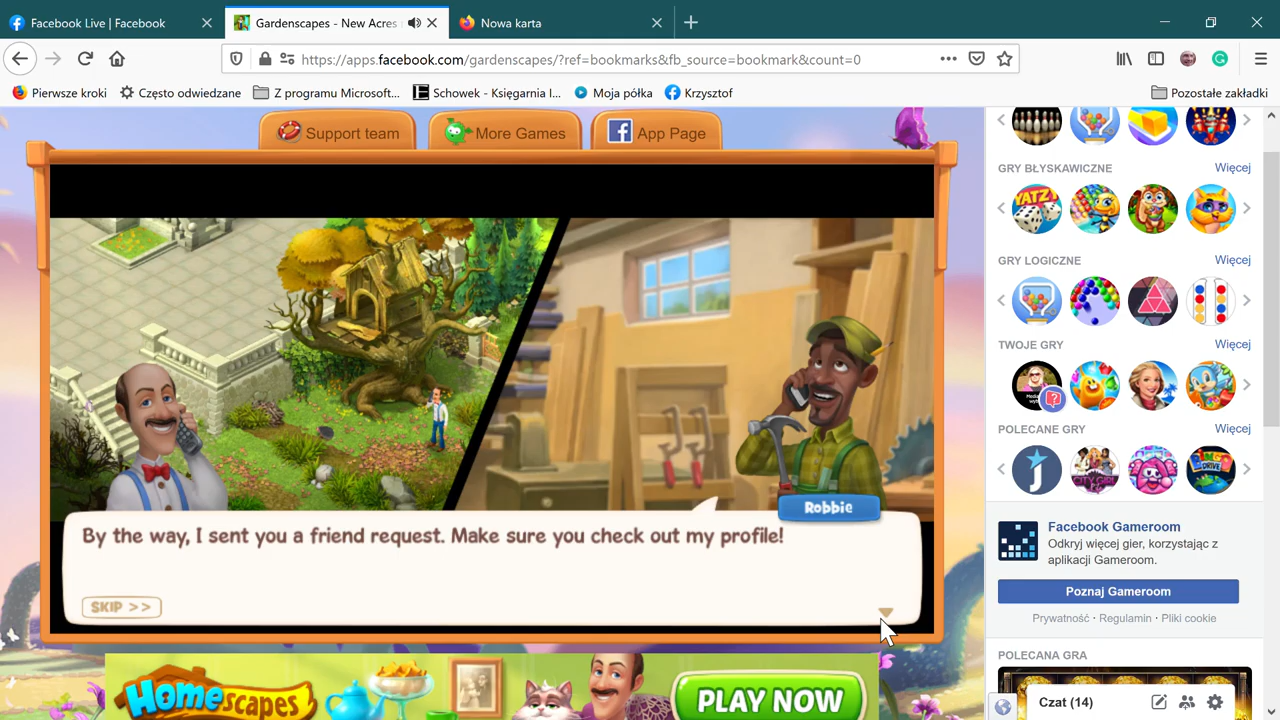 Facebook Live | Facebook
Gardenscapes - New Acres
Nowa karta
https://apps.facebook.com/gardenscapes/?ref=bookmarks&fb_source=bookmark&count=0
Pierwsze kroki
Często odwiedzane
Z programu Microsoft...
Schowek - Księgarnia I...
Moja półka
Krzysztof
Pozostałe zakładki
Support team
More Games
App Page
GRY BŁYSKAWICZNE
Więcej
YATZY
GRY LOGICZNE
Więcej
TWOJE GRY
Więcej
POLECANE GRY
Więcej
CITY GIRL
Robbie
By the way, I sent you a friend request. Make sure you check out my profile!
SKIP >>
Facebook Gameroom
Odkryj więcej gier, korzystając z
aplikacji Gameroom.
Poznaj Gameroom
Prywatność · Regulamin · Pliki cookie
POLECANA GRA
Homescapes
PLAY NOW
Czat (14)